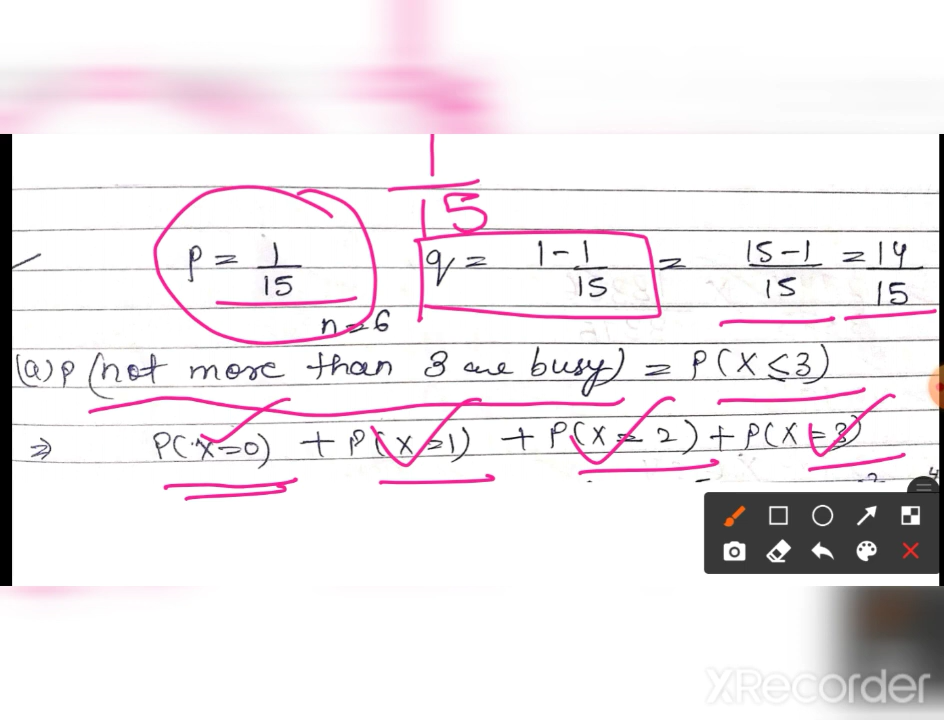 1
15
p = 1/15 q = 1 - 1/15 = 15-1/15 = 14/15
n = 6
(a) P (not more than 3 are busy) = P(X ≤ 3)
⇒ P(X=0) + P(X=1) + P(X=2) + P(X=3)
XRecorder